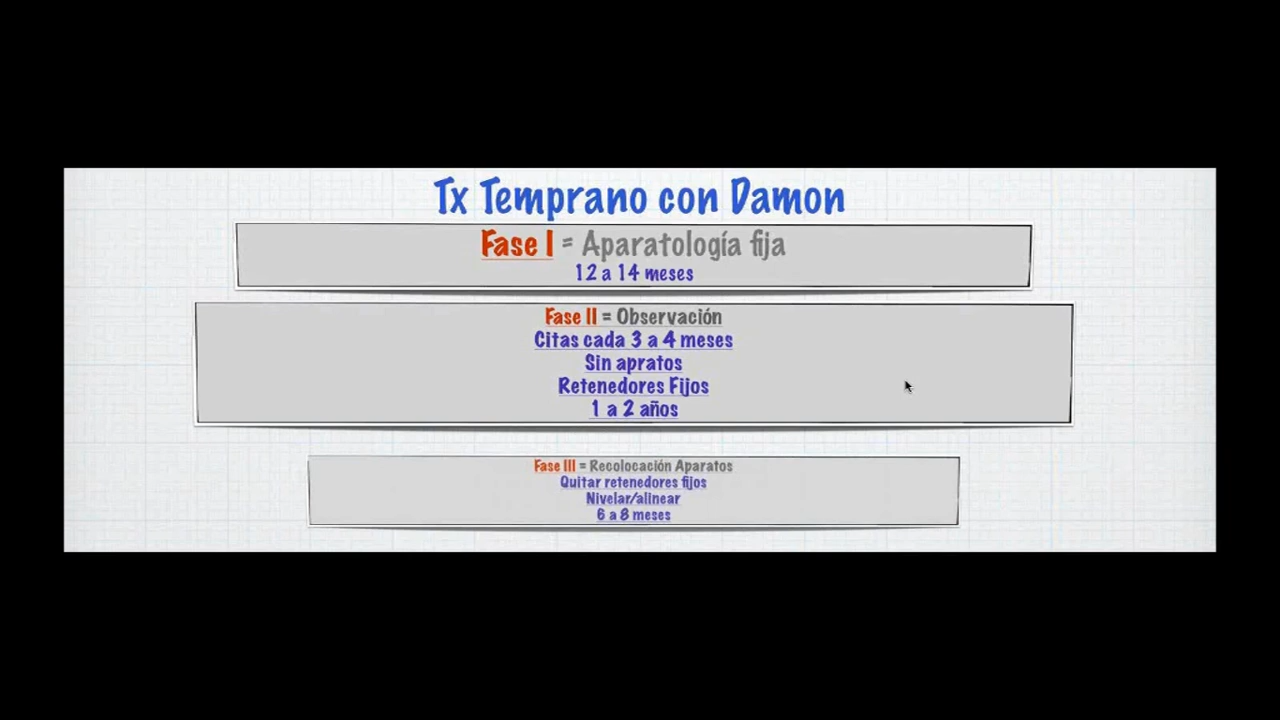 Tx Temprano con Damon
Fase I = Aparatología fija
12 a 14 meses
Fase II = Observación
Citas cada 3 a 4 meses
Sin apratos
Retenedores Fijos
1 a 2 años
Fase III = Recolocación Aparatos
Quitar retenedores fijos
Nivelar/alinear
6 a 8 meses